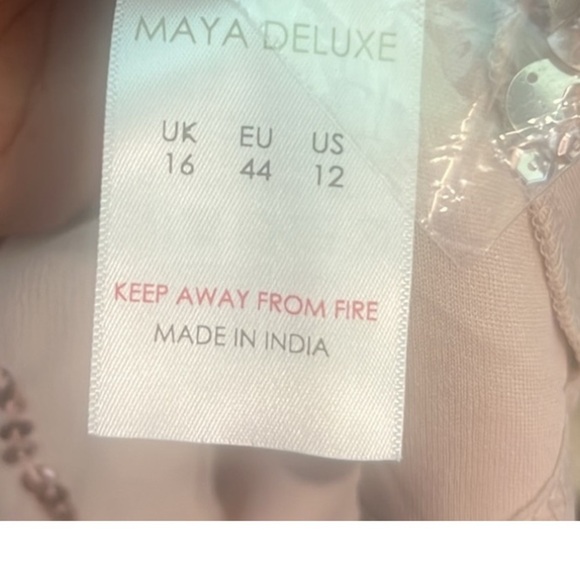 MAYA DELUXE
UK EU US
16 44 12
KEEP AWAY FROM FIRE
MADE IN INDIA